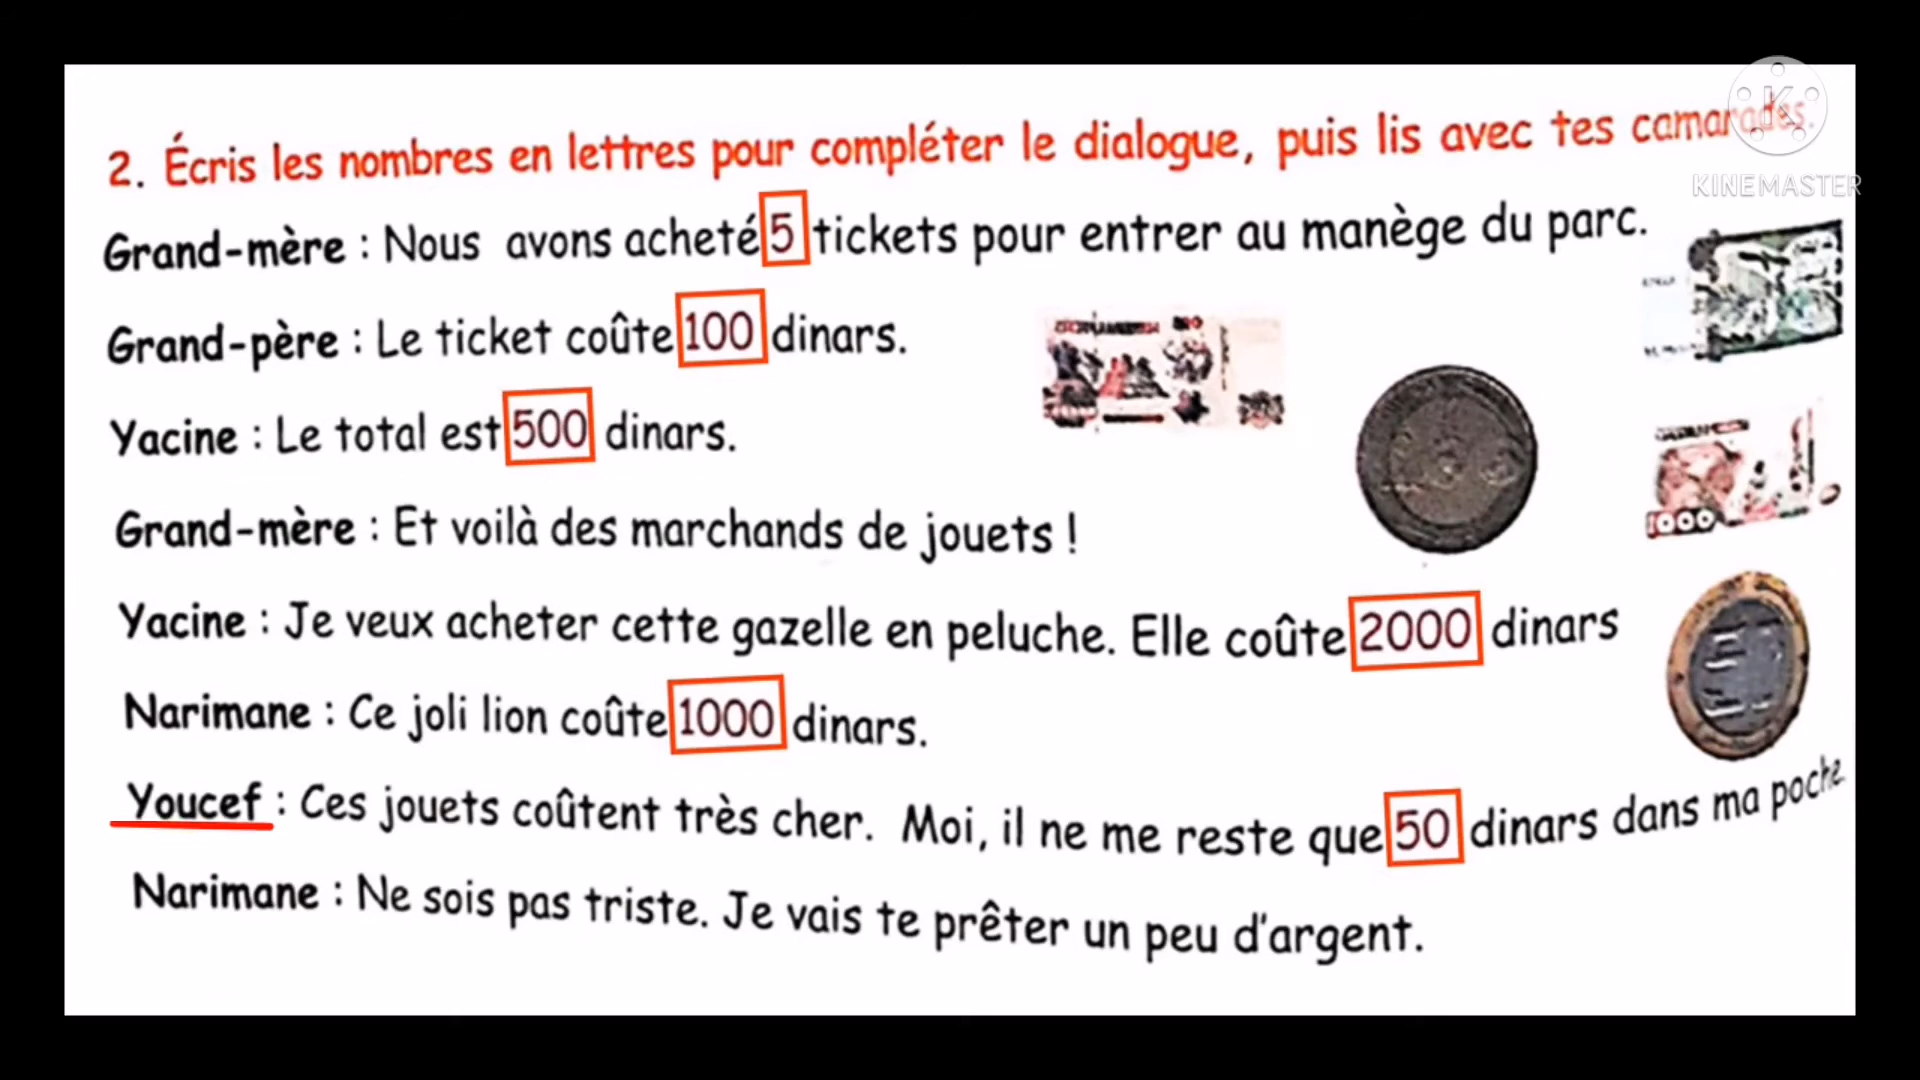 2. Écris les nombres en lettres pour compléter le dialogue, puis lis avec tes camarades.
KINEMASTER
Grand-mère : Nous avons acheté 5 tickets pour entrer au manège du parc.
Grand-père : Le ticket coûte 100 dinars.
Yacine : Le total est 500 dinars.
Grand-mère : Et voilà des marchands de jouets !
1000
Yacine : Je veux acheter cette gazelle en peluche. Elle coûte 2000 dinars
Narimane : Ce joli lion coûte 1000 dinars.
Youcef : Ces jouets coûtent très cher. Moi, il ne me reste que 50 dinars dans ma poche
Narimane : Ne sois pas triste. Je vais te prêter un peu d'argent.